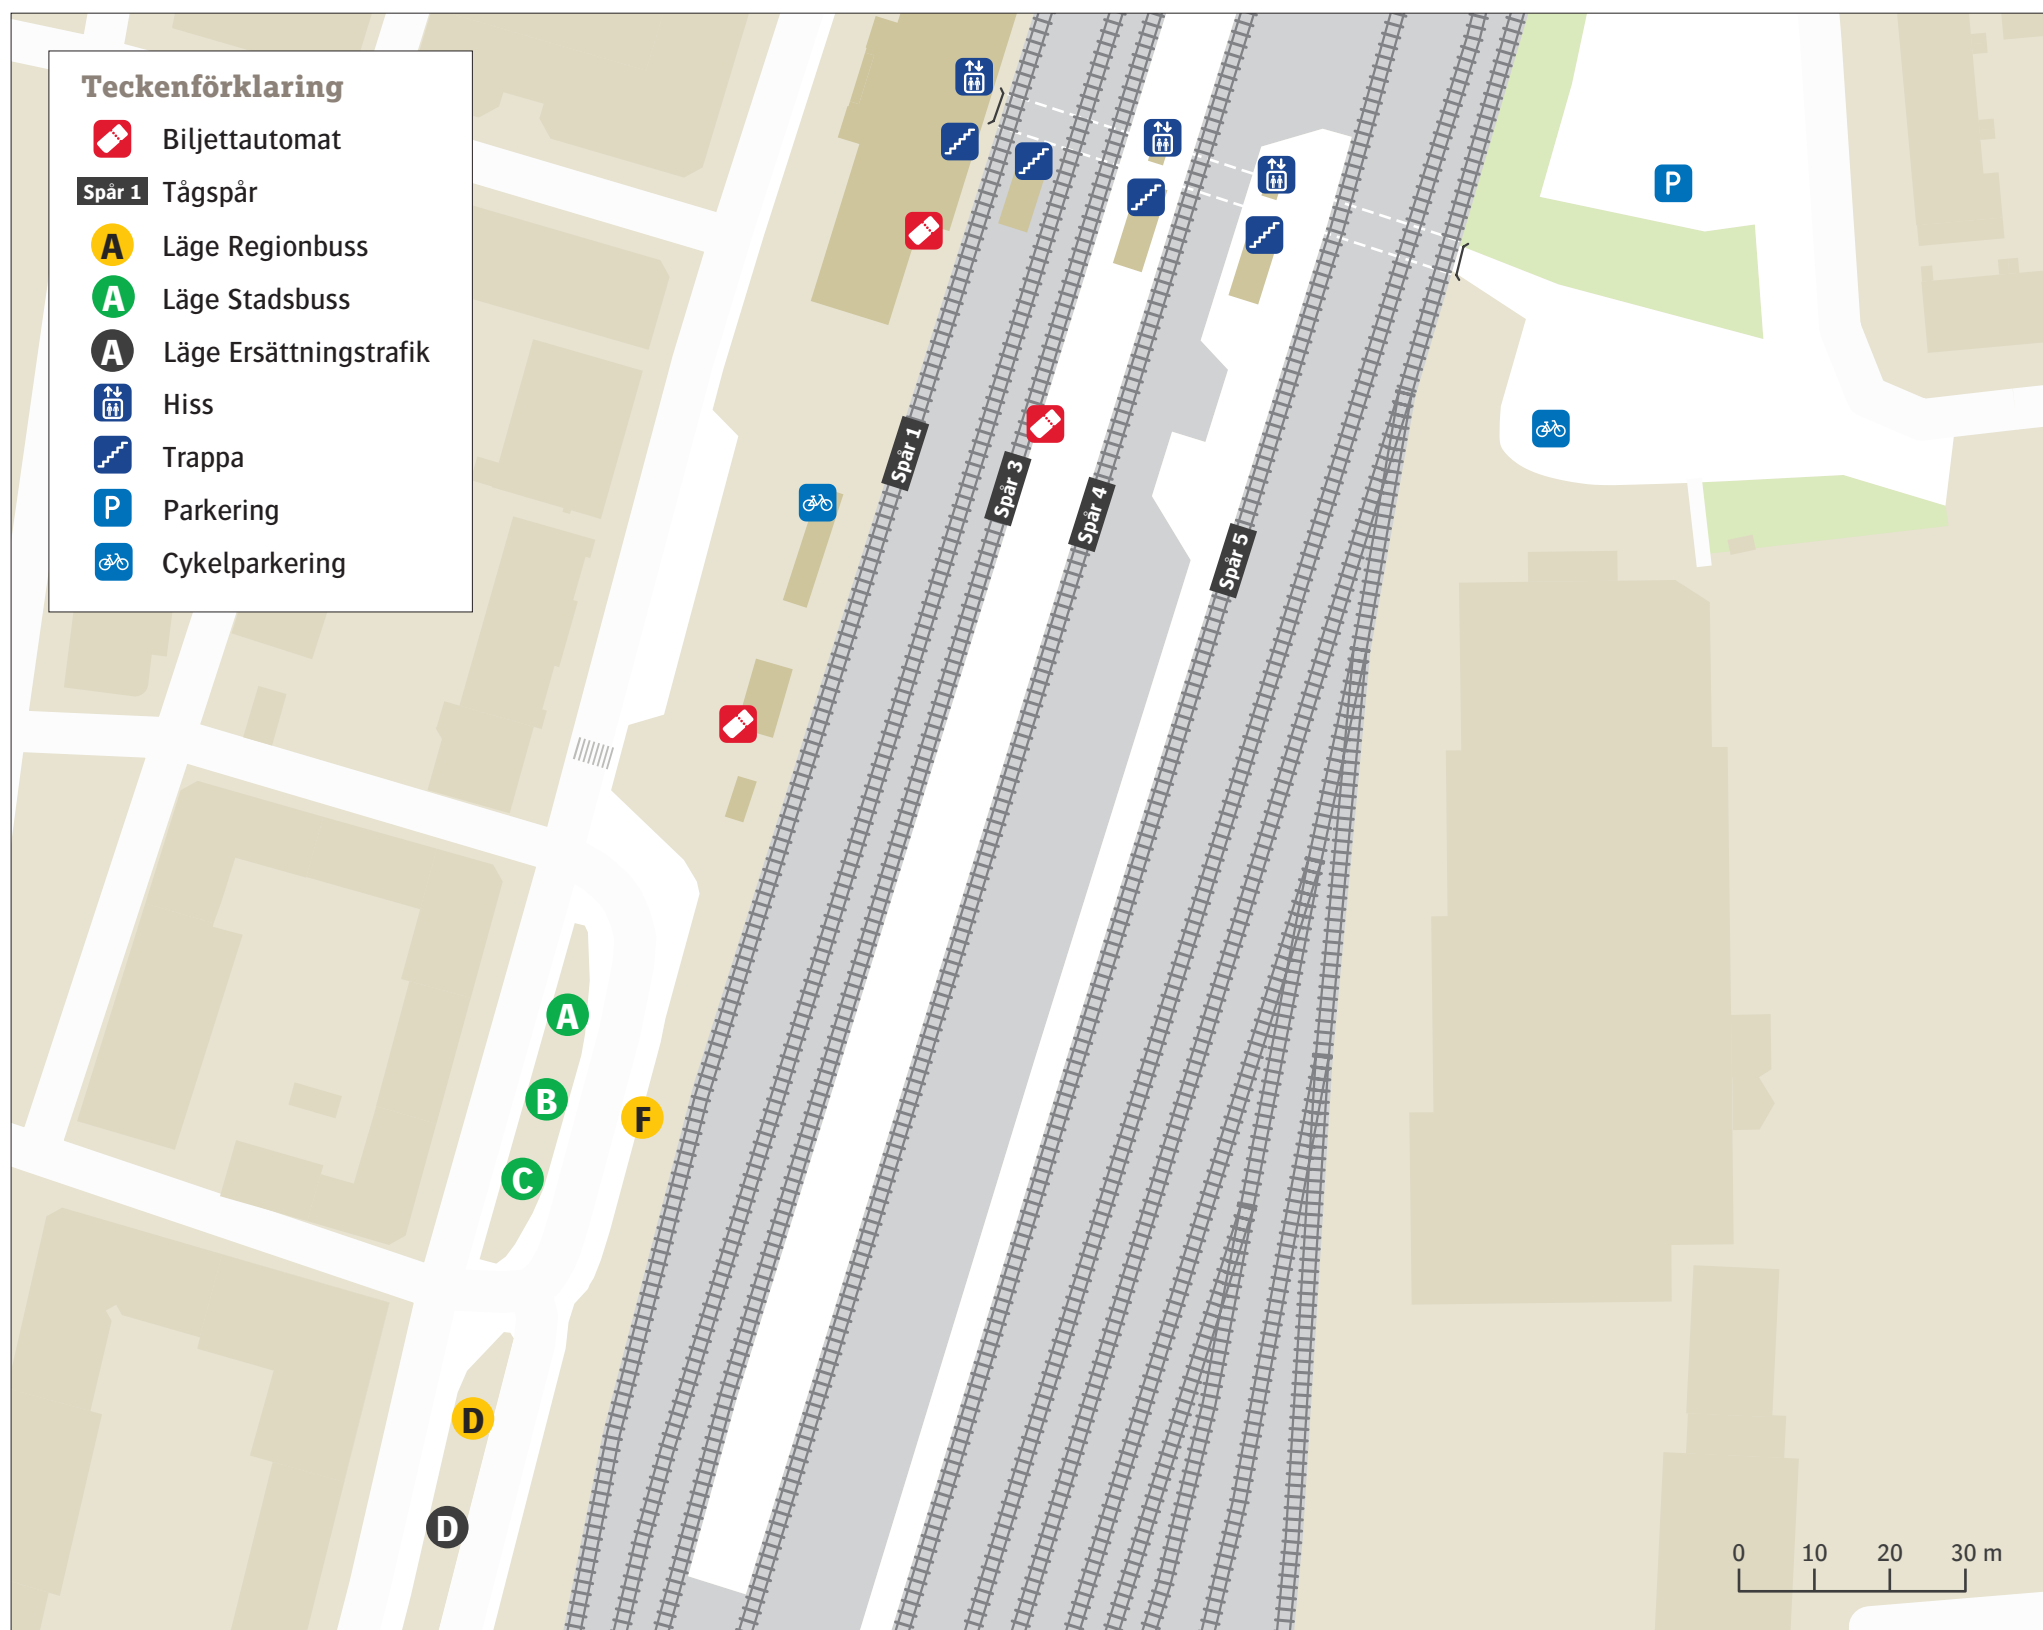 Teckenförklaring
Biljettautomat
Spår 1 Tågspår
A Läge Regionbuss
A Läge Stadsbuss
A Läge Ersättningstrafik
Hiss
Trappa
P Parkering
Cykelparkering
P
Spår 1
Spår 3
Spår 4
Spår 5
A
B
F
C
D
D
0 10 20 30 m